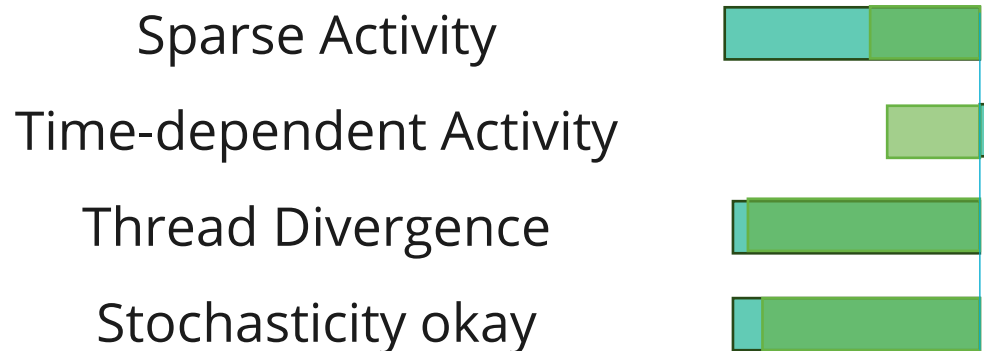 Sparse Activity
Time-dependent Activity
Thread Divergence
Stochasticity okay